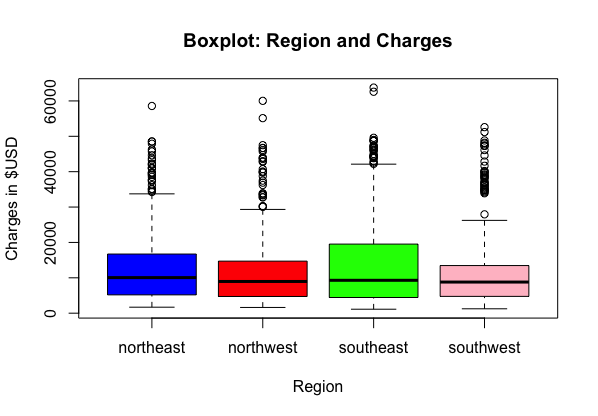 Boxplot: Region and Charges
Charges in $USD
60000
40000
20000
0
northeast northwest southeast southwest
Region